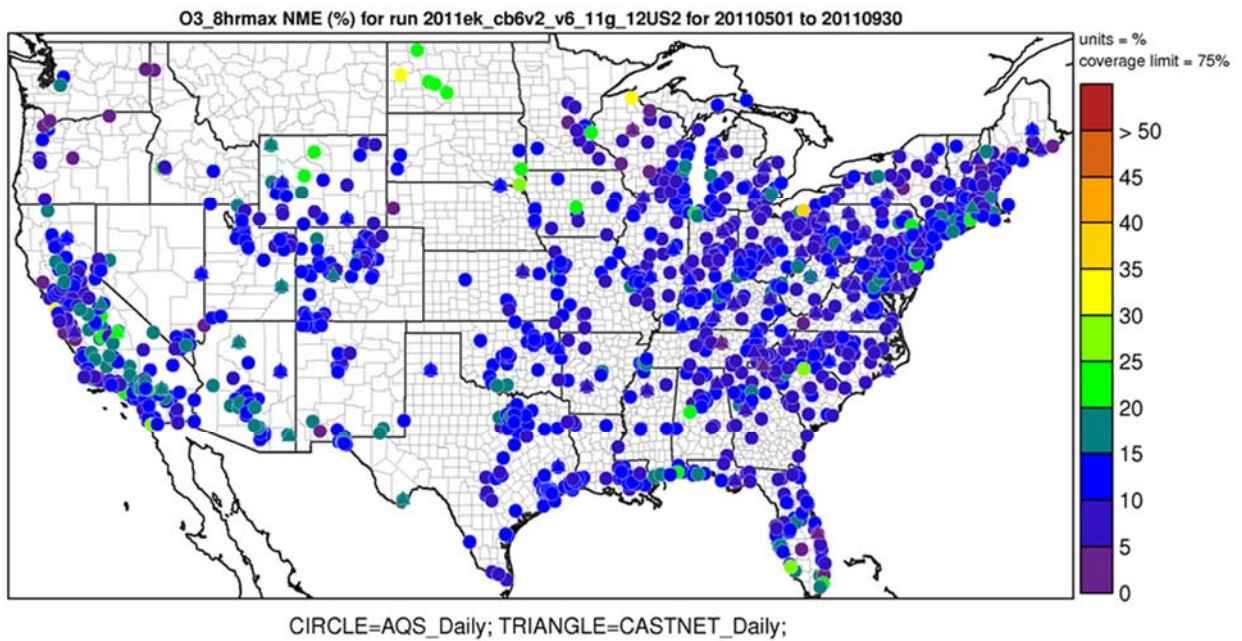 O3_8hrmax NME (%) for run 2011ek_cb6v2_v6_11g_12US2 for 20110501 to 20110930
units = %
coverage limit = 75%
> 50
45
40
35
30
25
20
15
10
5
0
CIRCLE=AQS_Daily; TRIANGLE=CASTNET_Daily;